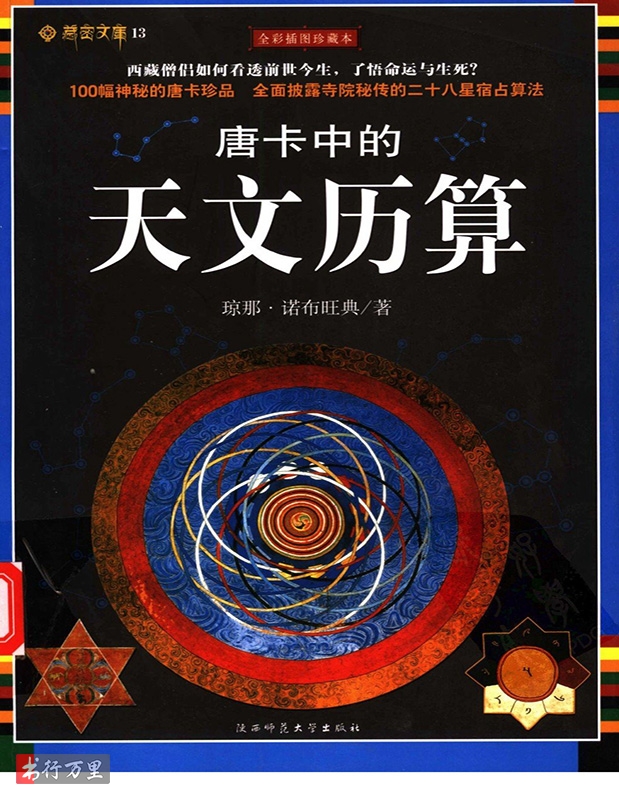 藏密文库 13
全彩插图珍藏本
西藏僧侣如何看透前世今生，了悟命运与生死？
100幅神秘的唐卡珍品 全面披露寺院秘传的二十八星宿占算法
唐卡中的
天文历算
琼那·诺布旺典/著
陕西师范大学出版社
书行万里